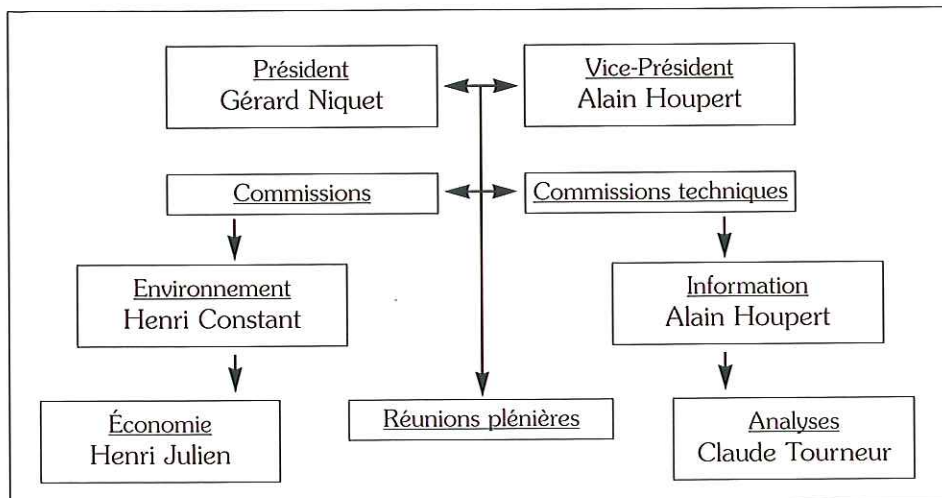 Président
Gérard Niquet
Vice-Président
Alain Houpert
Commissions
Commissions techniques
Environnement
Henri Constant
Information
Alain Houpert
Économie
Henri Julien
Réunions plénières
Analyses
Claude Tourneur